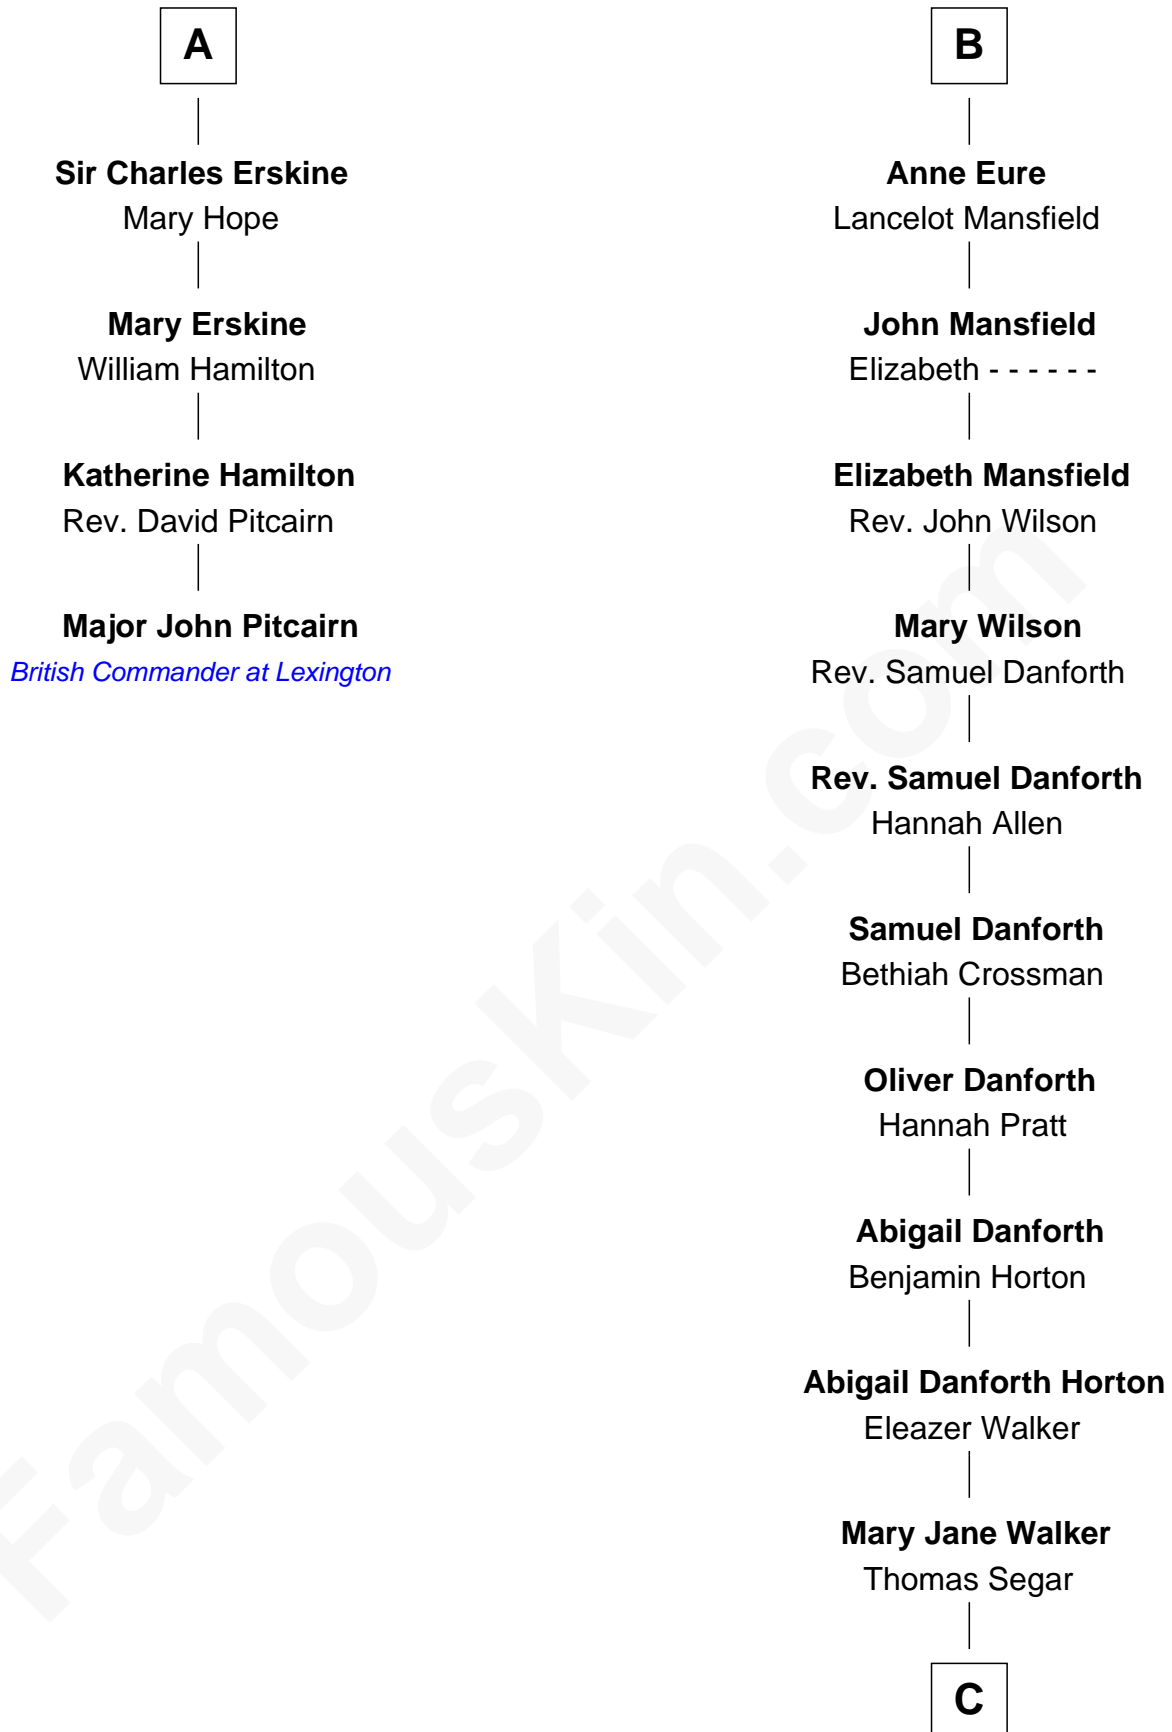 A
Sir Charles Erskine
Mary Hope
Mary Erskine
William Hamilton
Katherine Hamilton
Rev. David Pitcairn
Major John Pitcairn
British Commander at Lexington
B
Anne Eure
Lancelot Mansfield
John Mansfield
Elizabeth - - - - - -
Elizabeth Mansfield
Rev. John Wilson
Mary Wilson
Rev. Samuel Danforth
Rev. Samuel Danforth
Hannah Allen
Samuel Danforth
Bethiah Crossman
Oliver Danforth
Hannah Pratt
Abigail Danforth
Benjamin Horton
Abigail Danforth Horton
Eleazer Walker
Mary Jane Walker
Thomas Segar
C
FamousKin.com